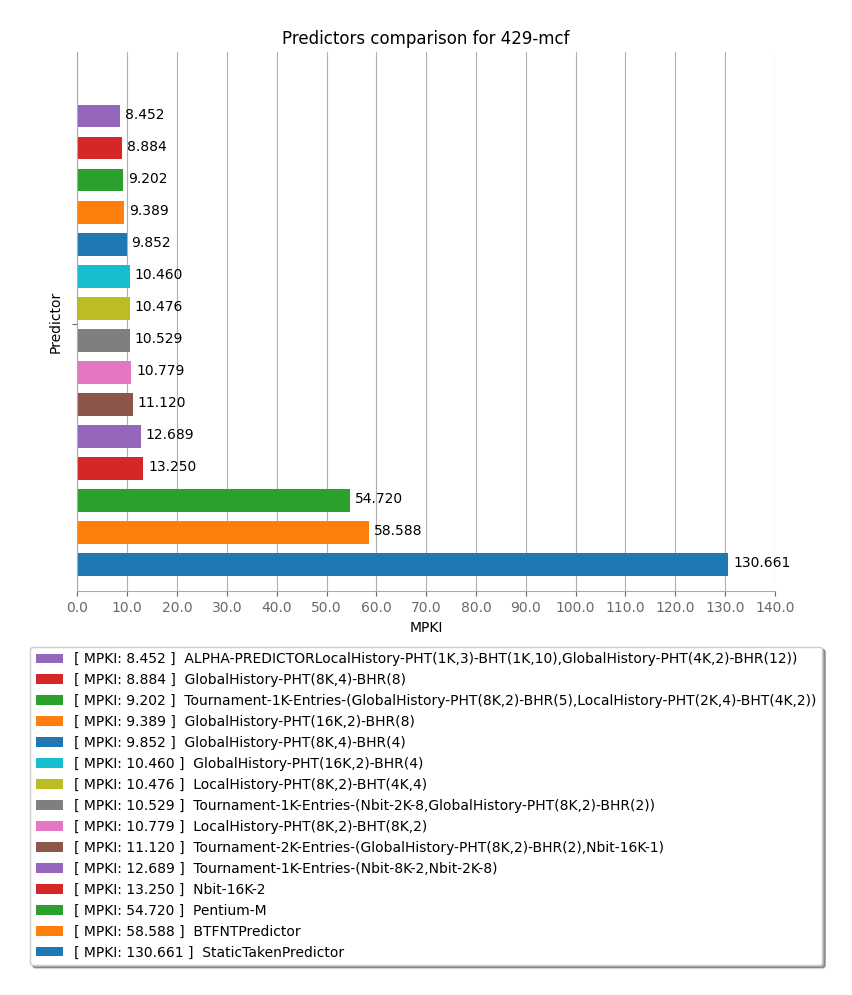 Predictors comparison for 429-mcf
8.452
8.884
9.202
9.389
9.852
10.460
10.476
10.529
10.779
11.120
12.689
13.250
54.720
58.588
130.661
Predictor
0.0 10.0 20.0 30.0 40.0 50.0 60.0 70.0 80.0 90.0 100.0 110.0 120.0 130.0 140.0
MPKI
[ MPKI: 8.452 ] ALPHA-PREDICTORLocalHistory-PHT(1K,3)-BHT(1K,10),GlobalHistory-PHT(4K,2)-BHR(12))
[ MPKI: 8.884 ] GlobalHistory-PHT(8K,4)-BHR(8)
[ MPKI: 9.202 ] Tournament-1K-Entries-(GlobalHistory-PHT(8K,2)-BHR(5),LocalHistory-PHT(2K,4)-BHT(4K,2))
[ MPKI: 9.389 ] GlobalHistory-PHT(16K,2)-BHR(8)
[ MPKI: 9.852 ] GlobalHistory-PHT(8K,4)-BHR(4)
[ MPKI: 10.460 ] GlobalHistory-PHT(16K,2)-BHR(4)
[ MPKI: 10.476 ] LocalHistory-PHT(8K,2)-BHT(4K,4)
[ MPKI: 10.529 ] Tournament-1K-Entries-(Nbit-2K-8,GlobalHistory-PHT(8K,2)-BHR(2))
[ MPKI: 10.779 ] LocalHistory-PHT(8K,2)-BHT(8K,2)
[ MPKI: 11.120 ] Tournament-2K-Entries-(GlobalHistory-PHT(8K,2)-BHR(2),Nbit-16K-1)
[ MPKI: 12.689 ] Tournament-1K-Entries-(Nbit-8K-2,Nbit-2K-8)
[ MPKI: 13.250 ] Nbit-16K-2
[ MPKI: 54.720 ] Pentium-M
[ MPKI: 58.588 ] BTFNTPredictor
[ MPKI: 130.661 ] StaticTakenPredictor